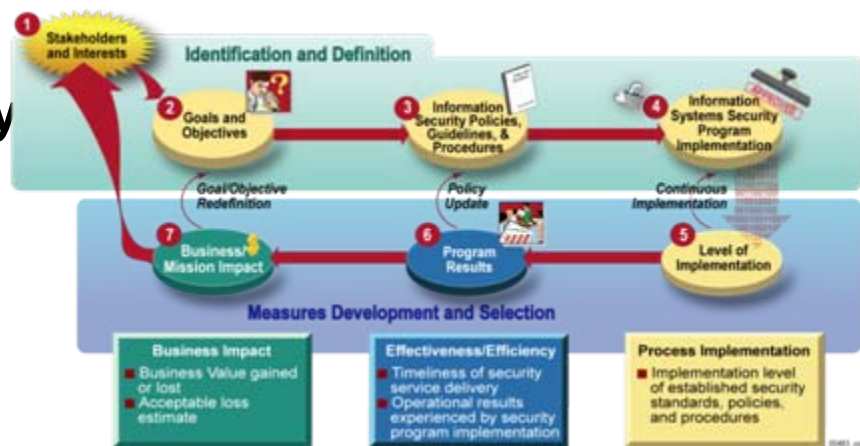 1
Stakeholders
and Interests
Identification and Definition
y
2
Goals and
Objectives
3
Information
Security Policies,
Guidelines, &
Procedures
4
Information
Systems Security
Program
Implementation
APPROVED
Goal/Objective
Redefinition
Policy
Update
Continuous
Implementation
7
Business/
Mission Impact
6
Program
Results
5
Level of
Implementation
Measures Development and Selection
Business Impact
■ Business Value gained
or lost
■ Acceptable loss
estimate
Effectiveness/Efficiency
■ Timeliness of security
service delivery
■ Operational results
experienced by security
program implementation
Process Implementation
■ Implementation level
of established security
standards, policies,
and procedures